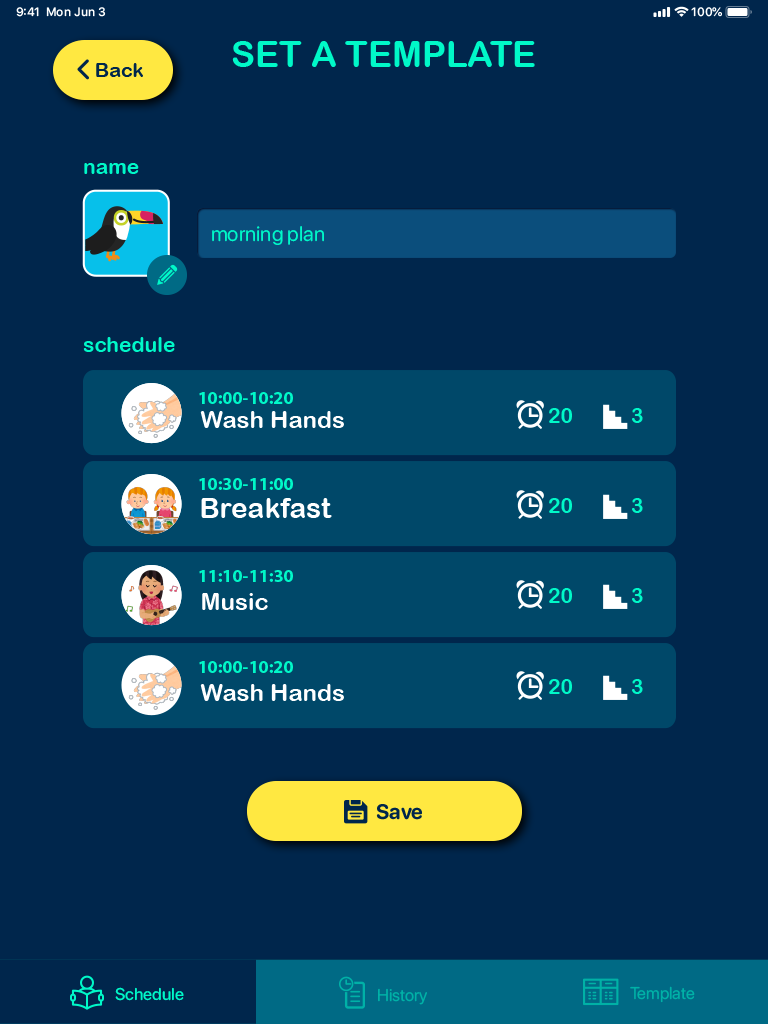 9:41 Mon Jun 3 100%
Back
SET A TEMPLATE
name
morning plan
schedule
10:00-10:20
Wash Hands
20 3
10:30-11:00
Breakfast
20 3
11:10-11:30
Music
20 3
10:00-10:20
Wash Hands
20 3
Save
Schedule History Template